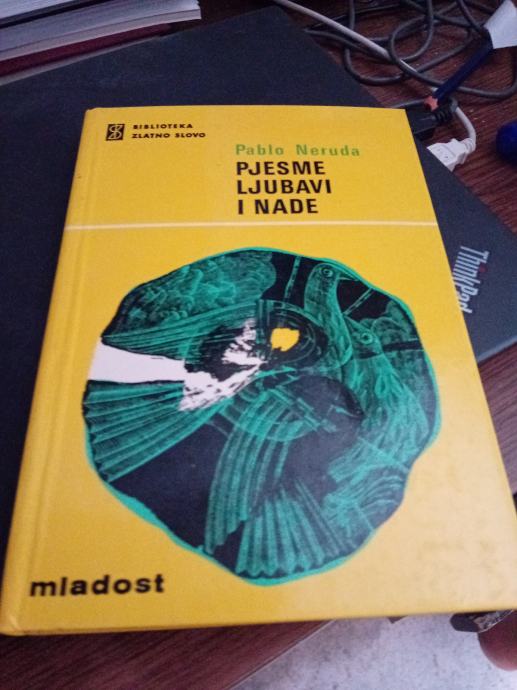 BIBLIOTEKA
ZLATNO SLOVO
Pablo Neruda
PJESME
LJUBAVI
I NADE
mladost
ThinkPad